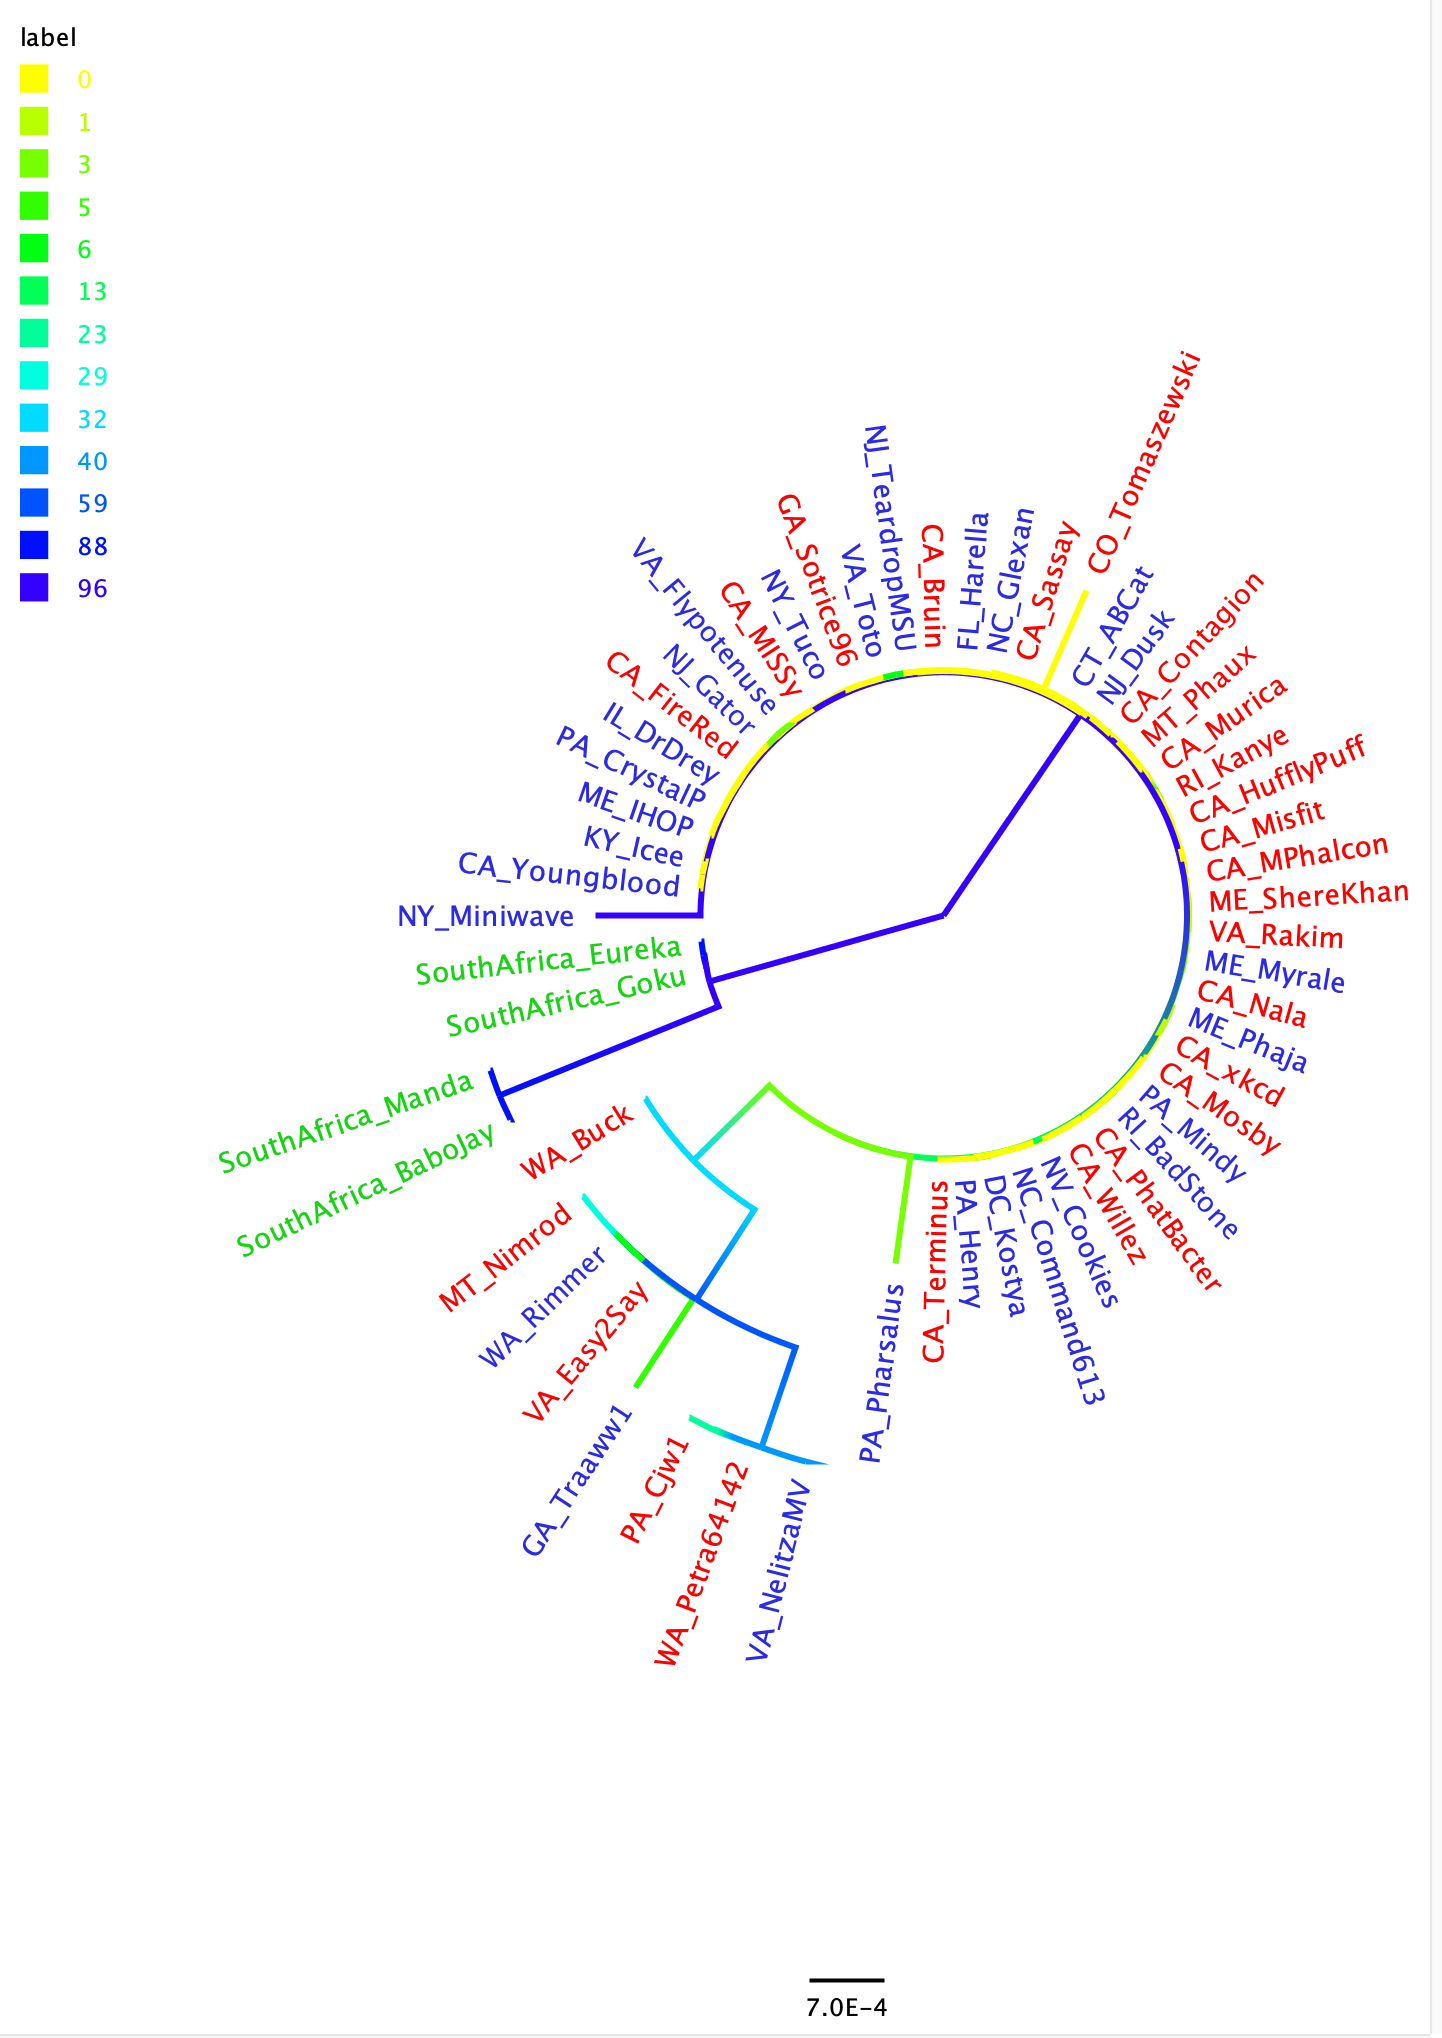 label
0
1
3
5
6
13
23
29
32
40
59
88
96
NY_Miniwave
CA_Youngblood
KY_Icee
ME_IHOP
PA_CrystalP
IL_DrDrey
CA_FireRed
NJ_Gator
VA_Flypotenuse
CA_MISSy
NY_Tuco
GA_Sotrice96
VA_Toto
NJ_TeardropMSU
CA_Bruin
FL_Harella
NC_Glexan
CA_Sassay
CO_Tomaszewski
CT_ABCat
NJ_Dusk
CA_Contagion
MT_Phaux
CA_Murica
RI_Kanye
CA_HufflyPuff
CA_Misfit
CA_MPhalcon
ME_ShereKhan
VA_Rakim
ME_Myrale
CA_Nala
ME_Phaja
CA_xkcd
CA_Mosby
PA_Mindy
RI_BadStone
CA_PhatBacter
CA_Willez
NV_Cookies
NC_Command613
DC_Kostya
PA_Henry
CA_Terminus
PA_Pharsalus
VA_NelitzaMV
WA_Petra64142
PA_Cjw1
GA_Traaww1
VA_Easy2Say
WA_Rimmer
MT_Nimrod
WA_Buck
SouthAfrica_BaboJay
SouthAfrica_Manda
SouthAfrica_Goku
SouthAfrica_Eureka
7.0E-4